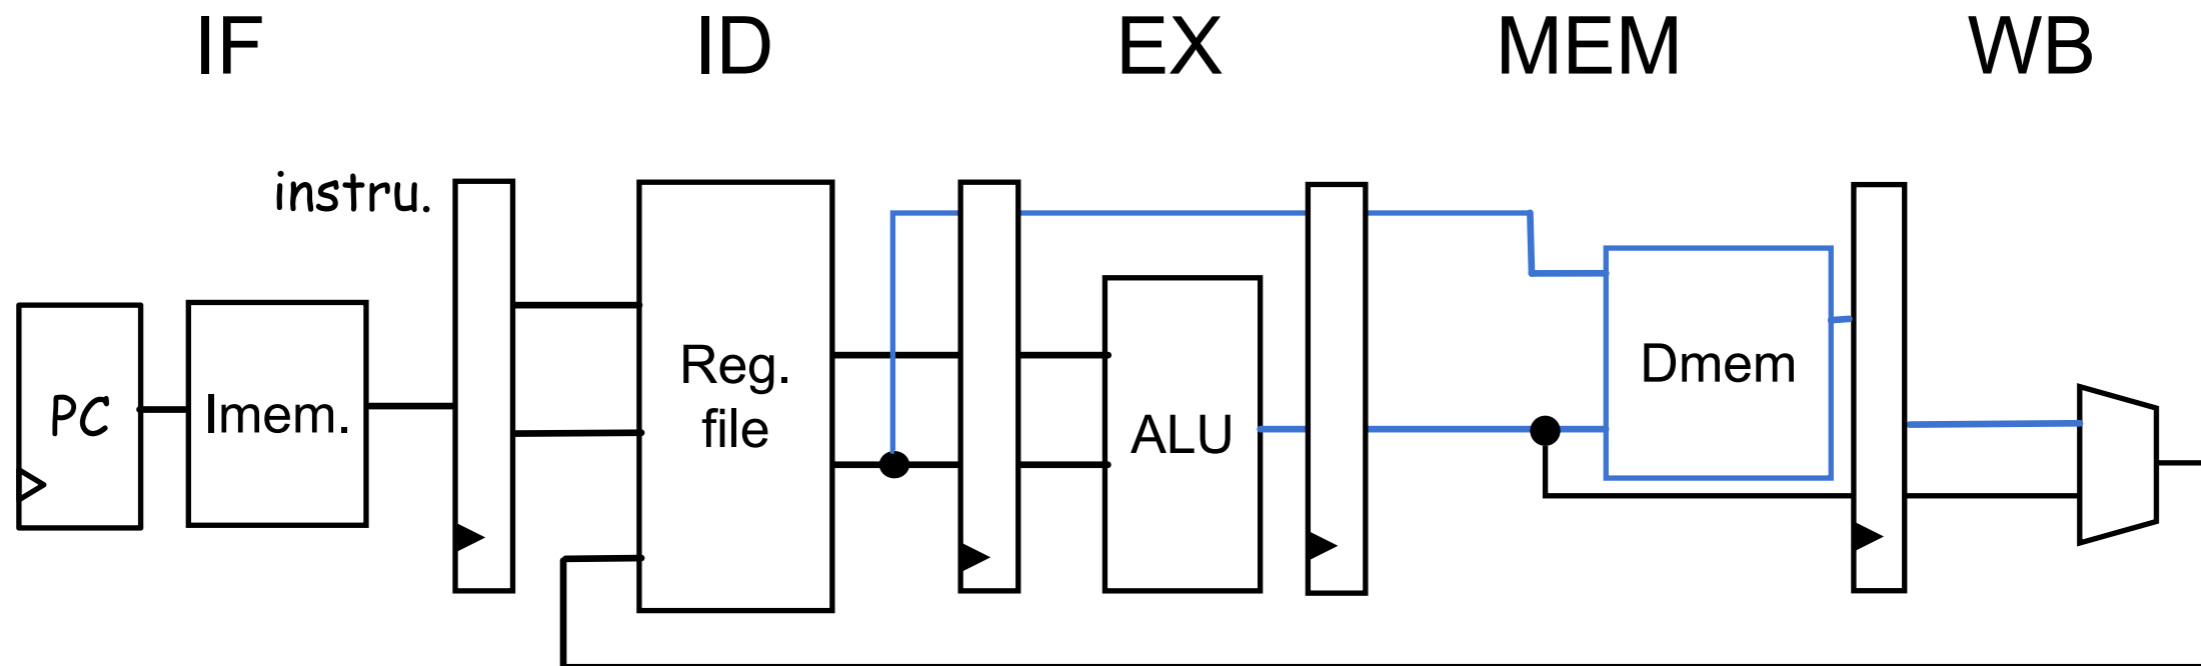 IF ID EX MEM WB
instru.
PC
Imem.
Reg.
file
ALU
Dmem